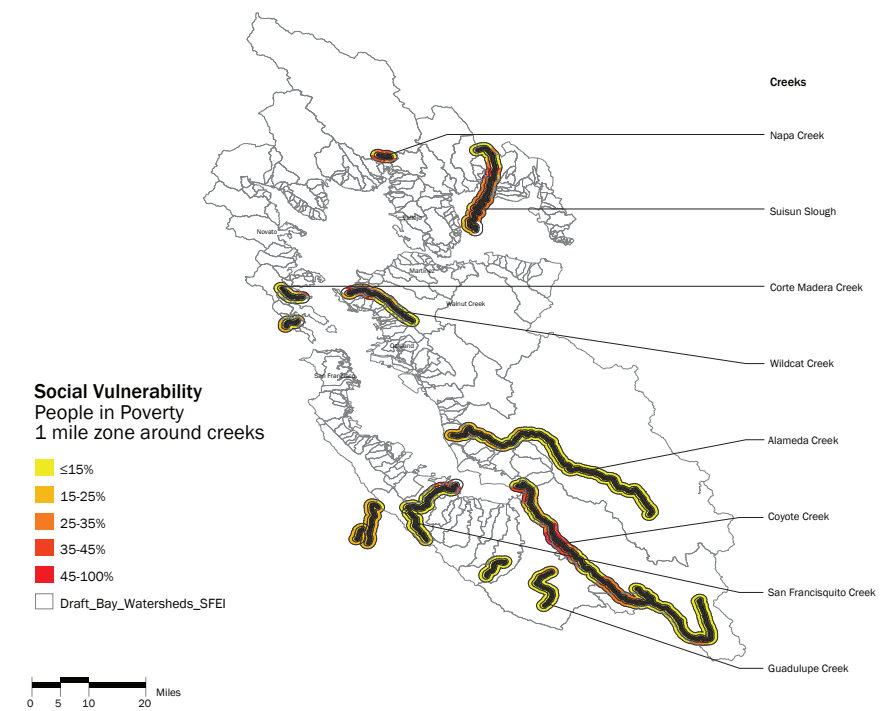 Creeks
Napa Creek
Suisun Slough
Vallejo
Novato
Martinez
Corte Madera Creek
Walnut Creek
Oakland
Wildcat Creek
San Francisco
Social Vulnerability
People in Poverty
1 mile zone around creeks
≤15%
15-25%
25-35%
35-45%
45-100%
Draft_Bay_Watersheds_SFEI
Alameda Creek
Coyote Creek
San Francisquito Creek
Guadulupe Creek
Miles
0 5 10 20